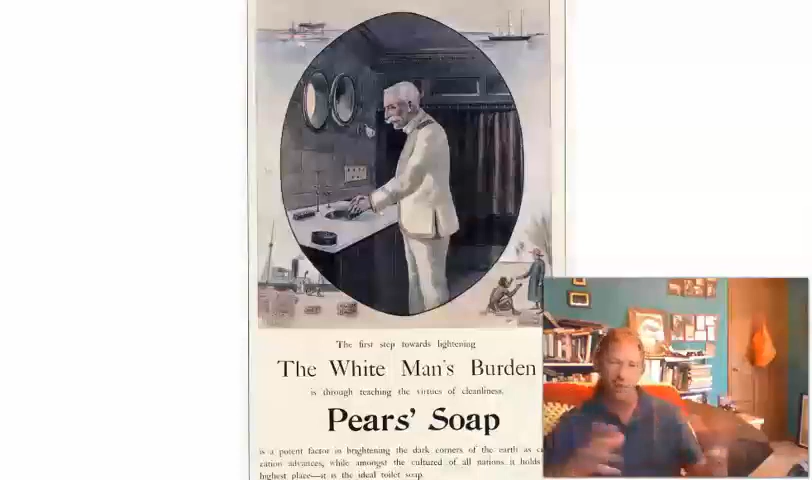 The first step towards lightening
The White Man's Burden
is through teaching the virtues of cleanliness.
Pears' Soap
is a potent factor in brightening the dark corners of the earth as
zation advances, while amongst the cultured of all nations it holds
highest place—it is the ideal toilet soap.